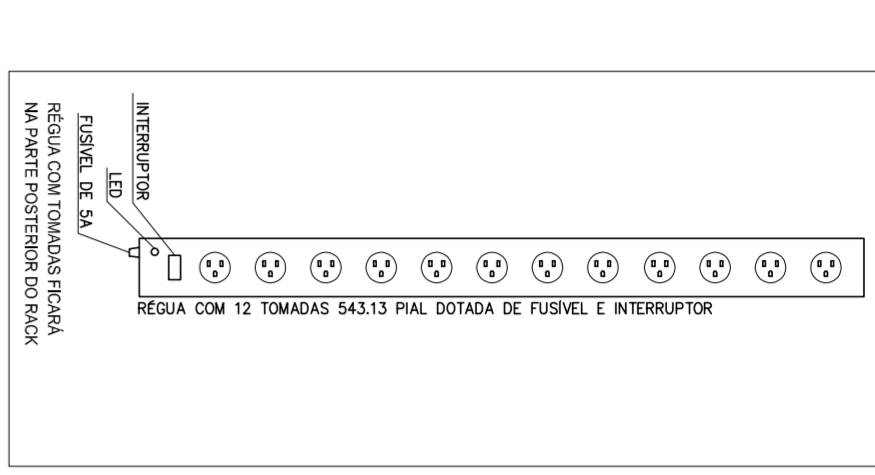 INTERRUPTOR
LED
FUSÍVEL DE 5A
RÉGUA COM TOMADAS FICARÁ
NA PARTE POSTERIOR DO RACK
RÉGUA COM 12 TOMADAS 543.13 PIAL DOTADA DE FUSÍVEL E INTERRUPTOR